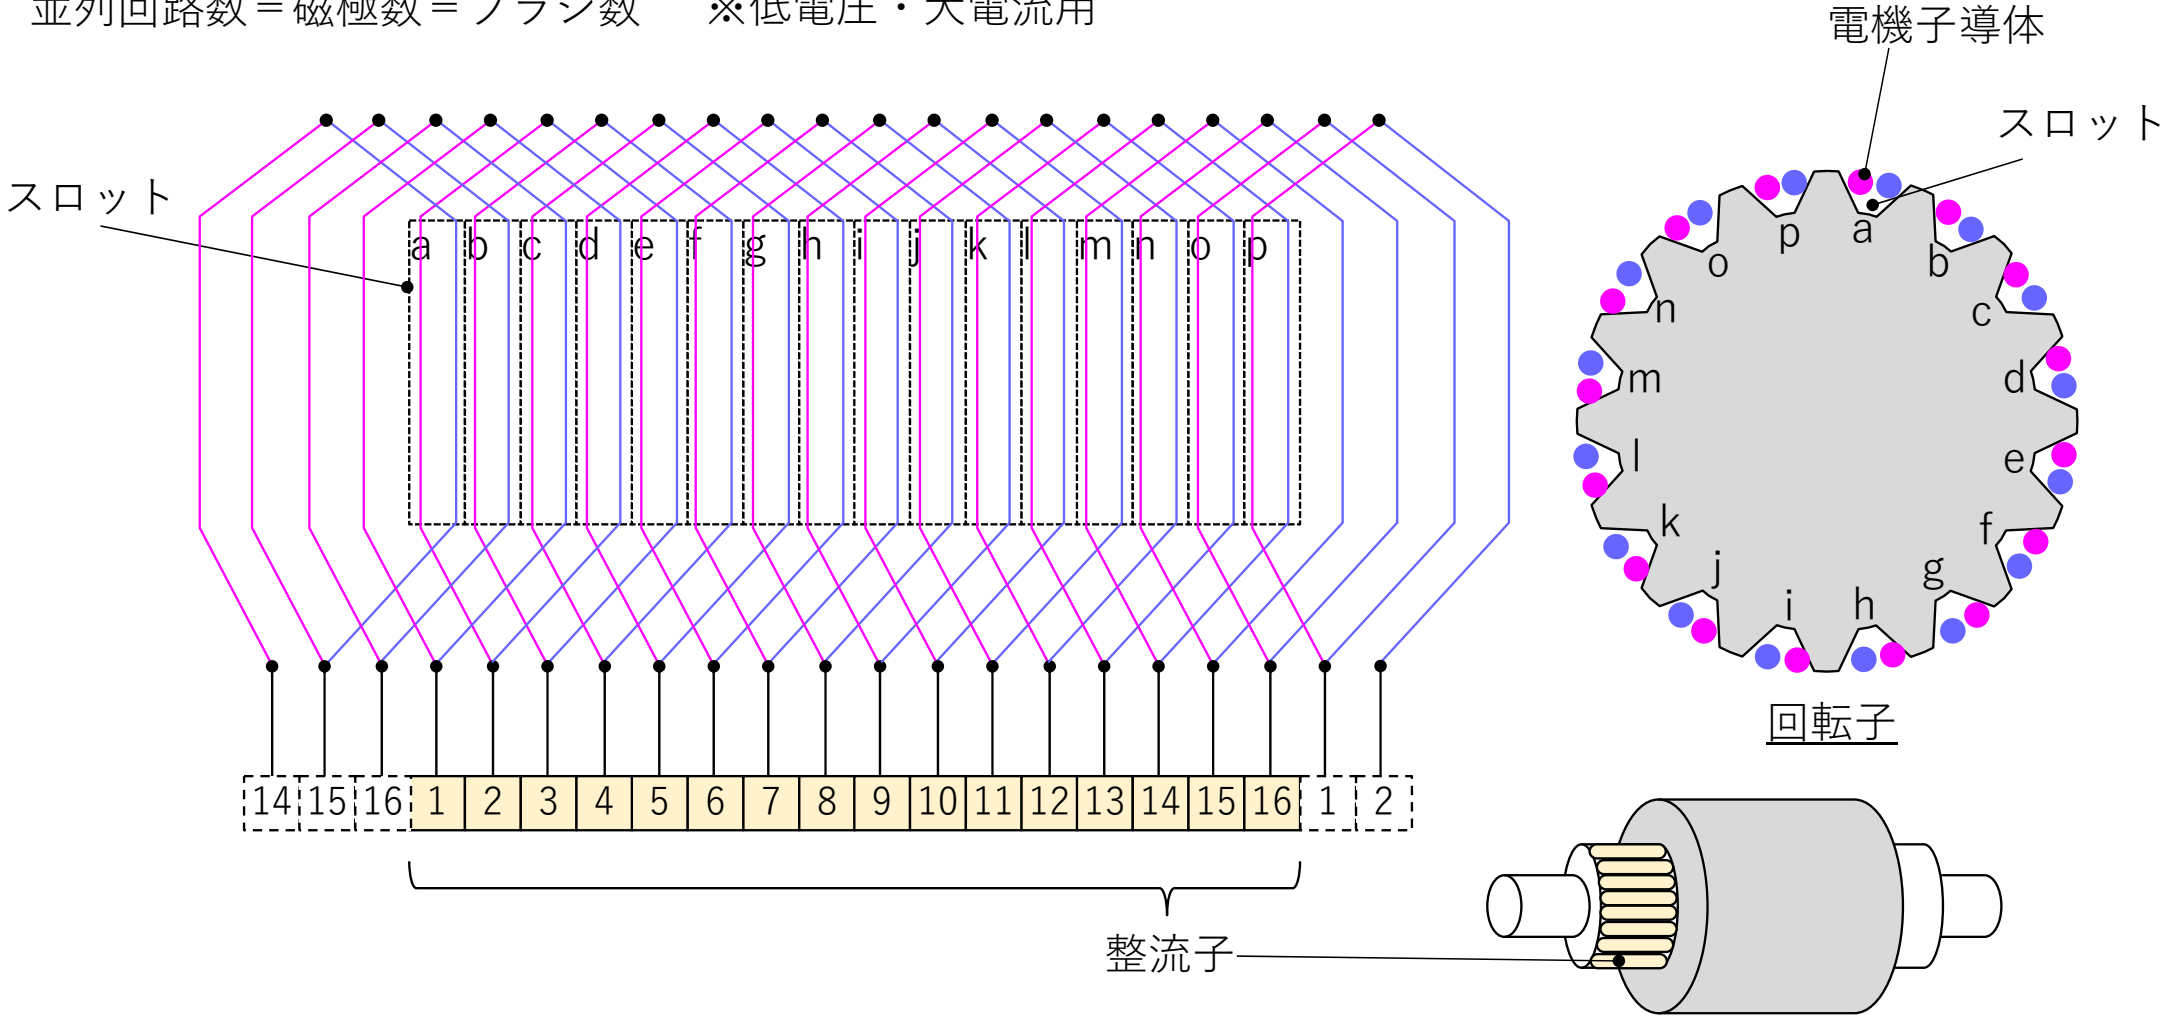 並列回路数＝磁極数＝ブラシ数　※低電圧・大電流用
電機子導体
スロット
スロット
a b c d e f g h i j k l m n o p
a
b
c
d
e
f
g
h
i
j
k
l
m
n
o
p
回転子
14 15 16 1 2 3 4 5 6 7 8 9 10 11 12 13 14 15 16 1 2
整流子